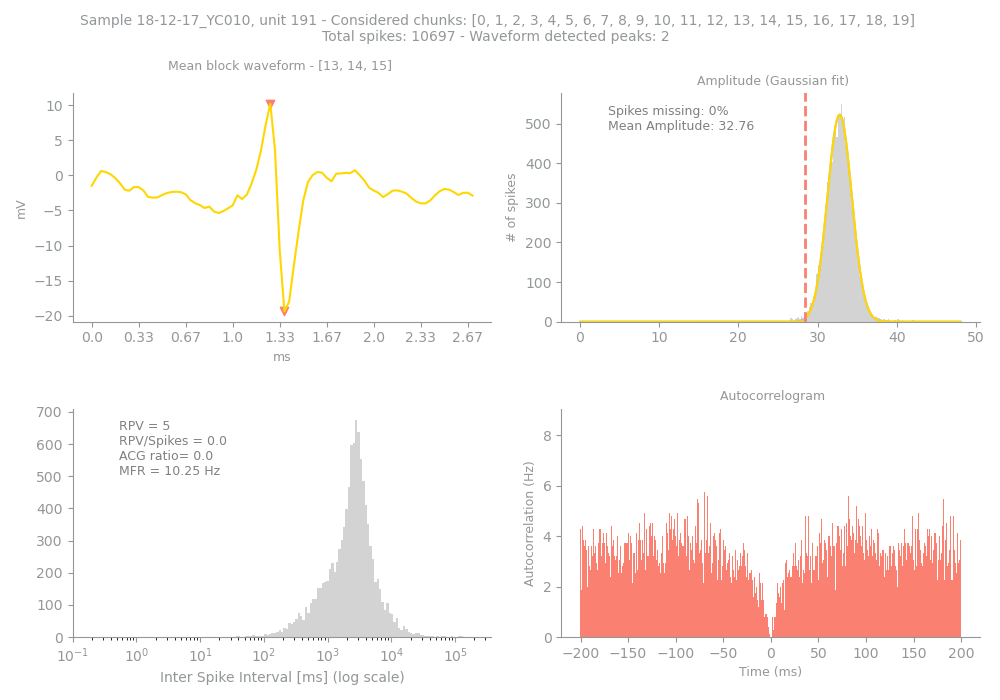 Sample 18-12-17_YC010, unit 191 - Considered chunks: [0, 1, 2, 3, 4, 5, 6, 7, 8, 9, 10, 11, 12, 13, 14, 15, 16, 17, 18, 19]
Total spikes: 10697 - Waveform detected peaks: 2
Mean block waveform - [13, 14, 15]
10
5
0
−5
−10
−15
−20
mV
0.0 0.33 0.67 1.0 1.33 1.67 2.0 2.33 2.67
ms
Amplitude (Gaussian fit)
Spikes missing: 0%
Mean Amplitude: 32.76
500
400
300
200
100
0
# of spikes
0 10 20 30 40 50
700
600
500
400
300
200
100
0
RPV = 5
RPV/Spikes = 0.0
ACG ratio= 0.0
MFR = 10.25 Hz
10⁻¹ 10⁰ 10¹ 10² 10³ 10⁴ 10⁵
Inter Spike Interval [ms] (log scale)
Autocorrelogram
8
6
4
2
0
Autocorrelation (Hz)
−200 −150 −100 −50 0 50 100 150 200
Time (ms)